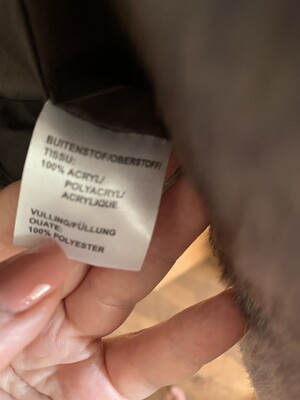 BUITENSTOF/OBERSTOFF/
TISSU:
100% ACRYL/
POLYACRYL/
ACRYLIQUE
VULLING/FÜLLUNG
OUATE:
100% POLYESTER